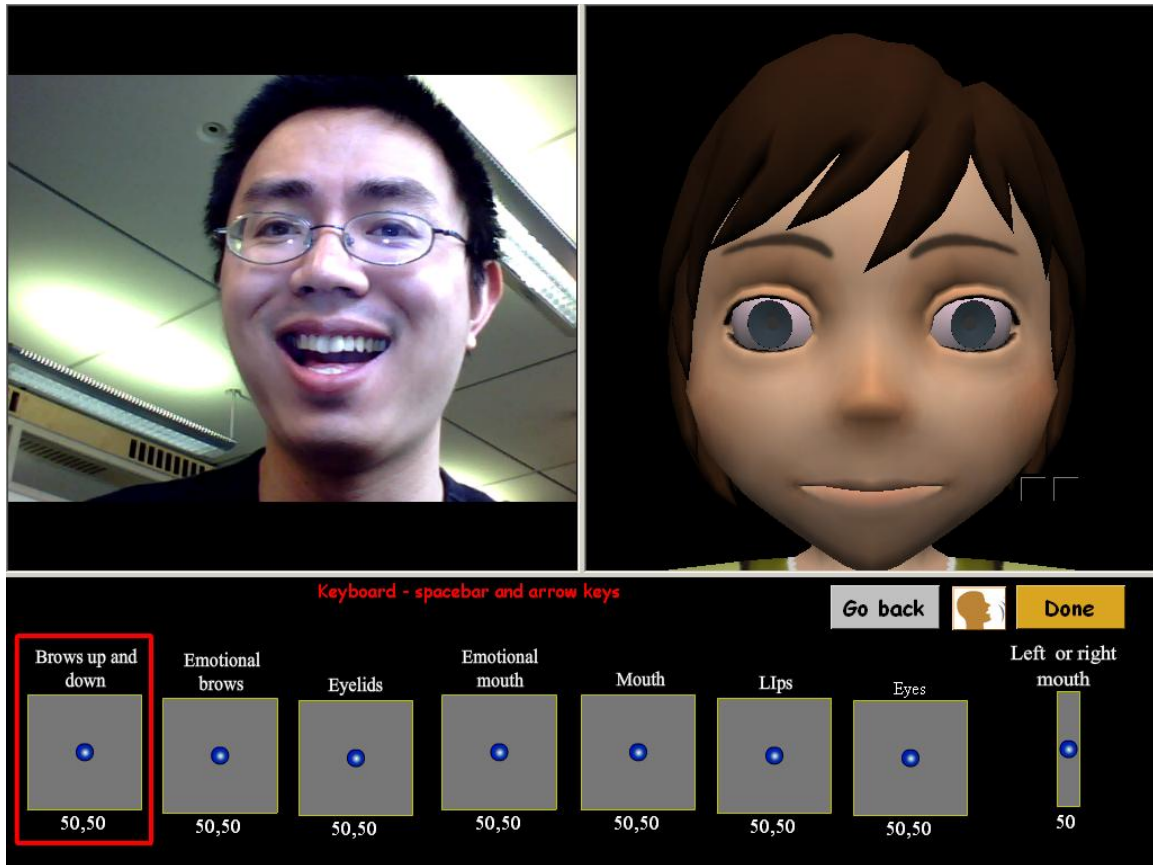 Keyboard - spacebar and arrow keys
Go back
Done
Brows up and
down
Emotional
brows
Eyelids
Emotional
mouth
Mouth
LIps
Eyes
Left or right
mouth
50,50
50,50
50,50
50,50
50,50
50,50
50,50
50